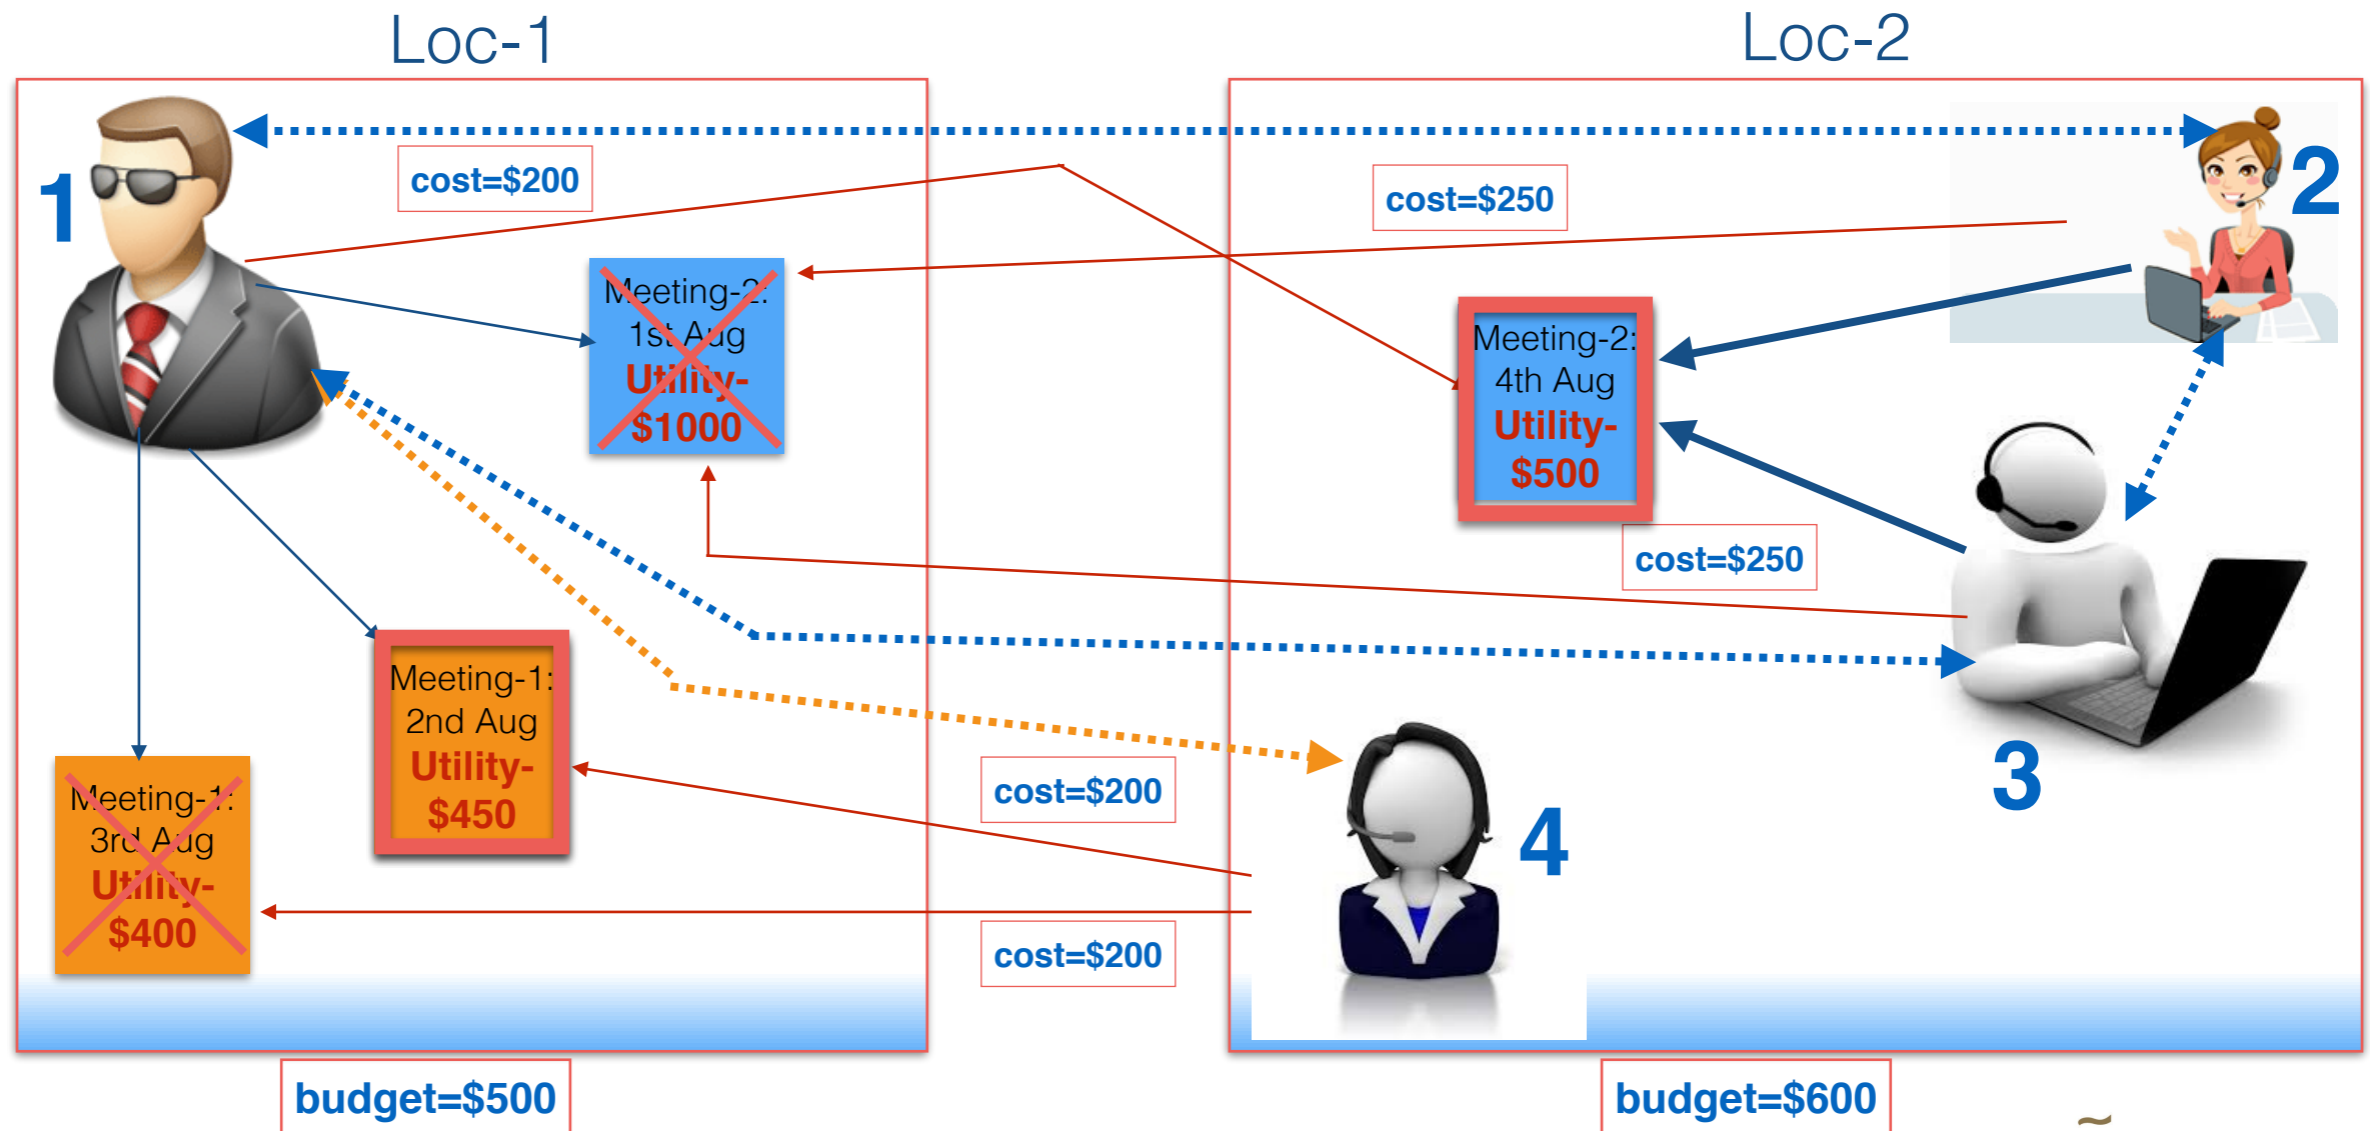 Loc-1
Loc-2
1
cost=$200
cost=$250
2
Meeting-2:
1st Aug
Utility-
$1000
Meeting-2:
4th Aug
Utility-
$500
cost=$250
Meeting-1:
2nd Aug
Utility-
$450
3
Meeting-1:
3rd Aug
Utility-
$400
cost=$200
4
cost=$200
budget=$500
budget=$600
~